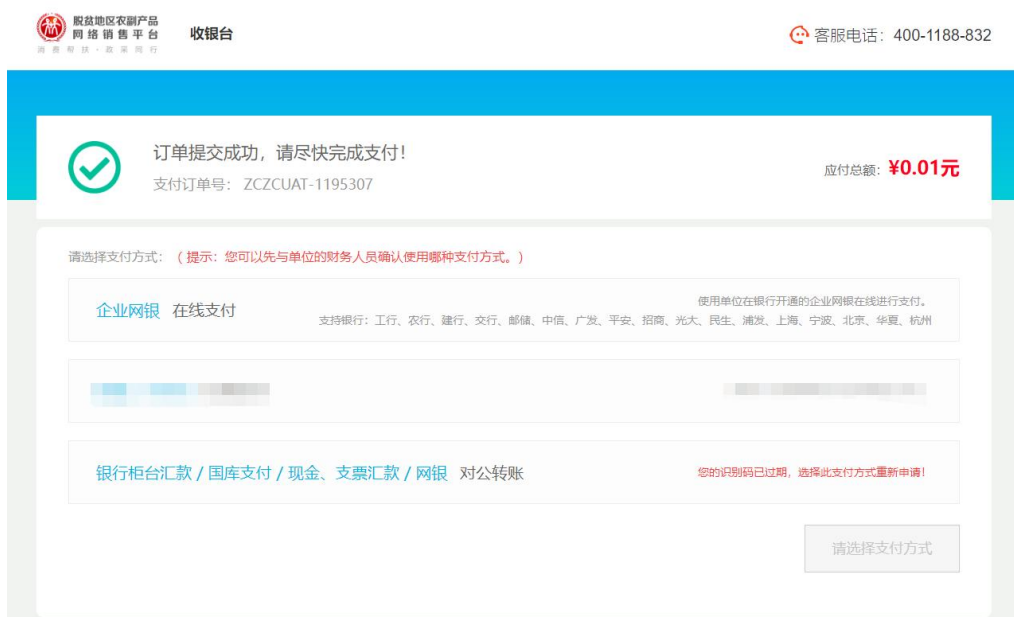 脱贫地区农副产品
网络销售平台
消费帮扶·政采同行
收银台
客服电话：400-1188-832
订单提交成功，请尽快完成支付！
支付订单号： ZCZCUAT-1195307
应付总额：¥0.01元
请选择支付方式：（提示：您可以先与单位的财务人员确认使用哪种支付方式。）
企业网银 在线支付
使用单位在银行开通的企业网银在线进行支付。
支持银行：工行、农行、建行、交行、邮储、中信、广发、平安、招商、光大、民生、浦发、上海、宁波、北京、华夏、杭州
银行柜台汇款 / 国库支付 / 现金、支票汇款 / 网银 对公转账
您的识别码已过期，选择此支付方式重新申请！
请选择支付方式